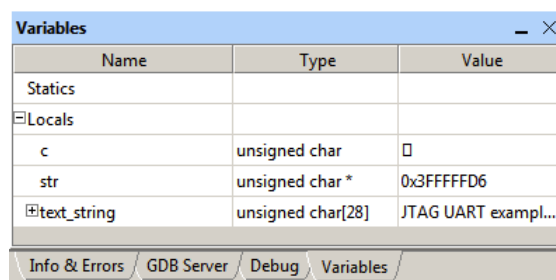 Variables
Name Type Value
Statics
Locals
c unsigned char
str unsigned char * 0x3FFFFFD6
text_string unsigned char[28] JTAG UART exampl...
Info & Errors GDB Server Debug Variables